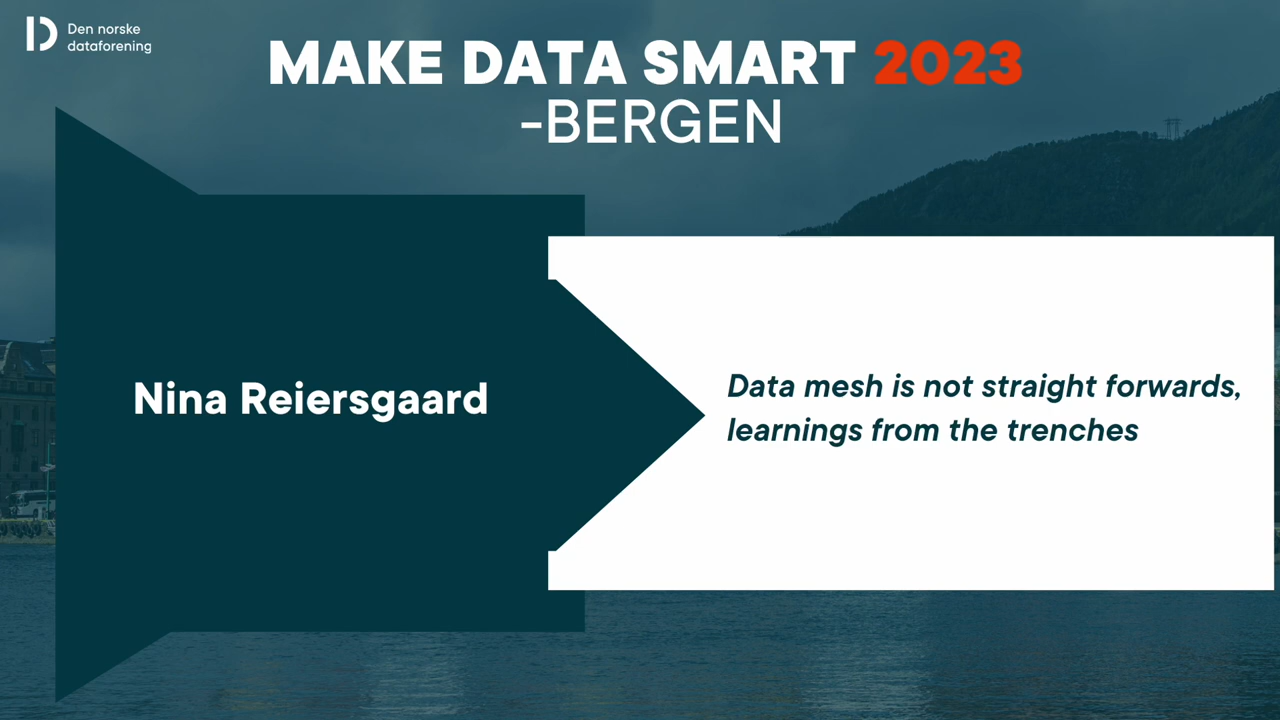 Den norske
dataforening
MAKE DATA SMART 2023
-BERGEN
Nina Reiersgaard
Data mesh is not straight forwards,
learnings from the trenches